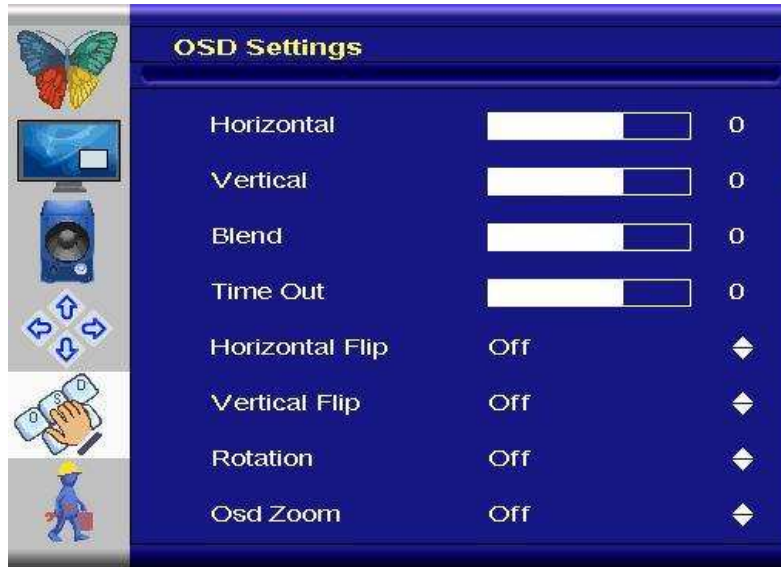 OSD Settings
Horizontal 0
Vertical 0
Blend 0
Time Out 0
Horizontal Flip Off
Vertical Flip Off
Rotation Off
Osd Zoom Off
O S D